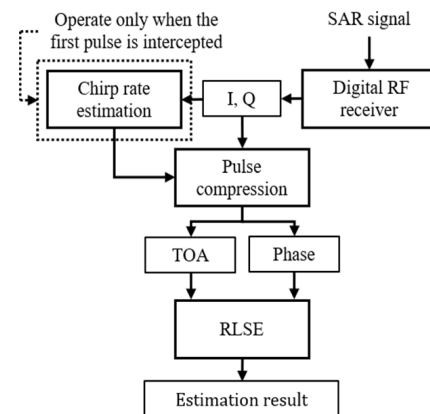 Operate only when the
first pulse is intercepted
SAR signal
Chirp rate
estimation
I, Q
Digital RF
receiver
Pulse
compression
TOA
Phase
RLSE
Estimation result